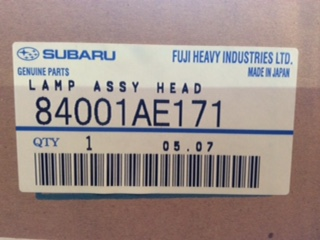 SUBARU FUJI HEAVY INDUSTRIES LTD.
GENUINE PARTS MADE IN JAPAN
LAMP ASSY HEAD
84001AE171
QTY 1 05.07